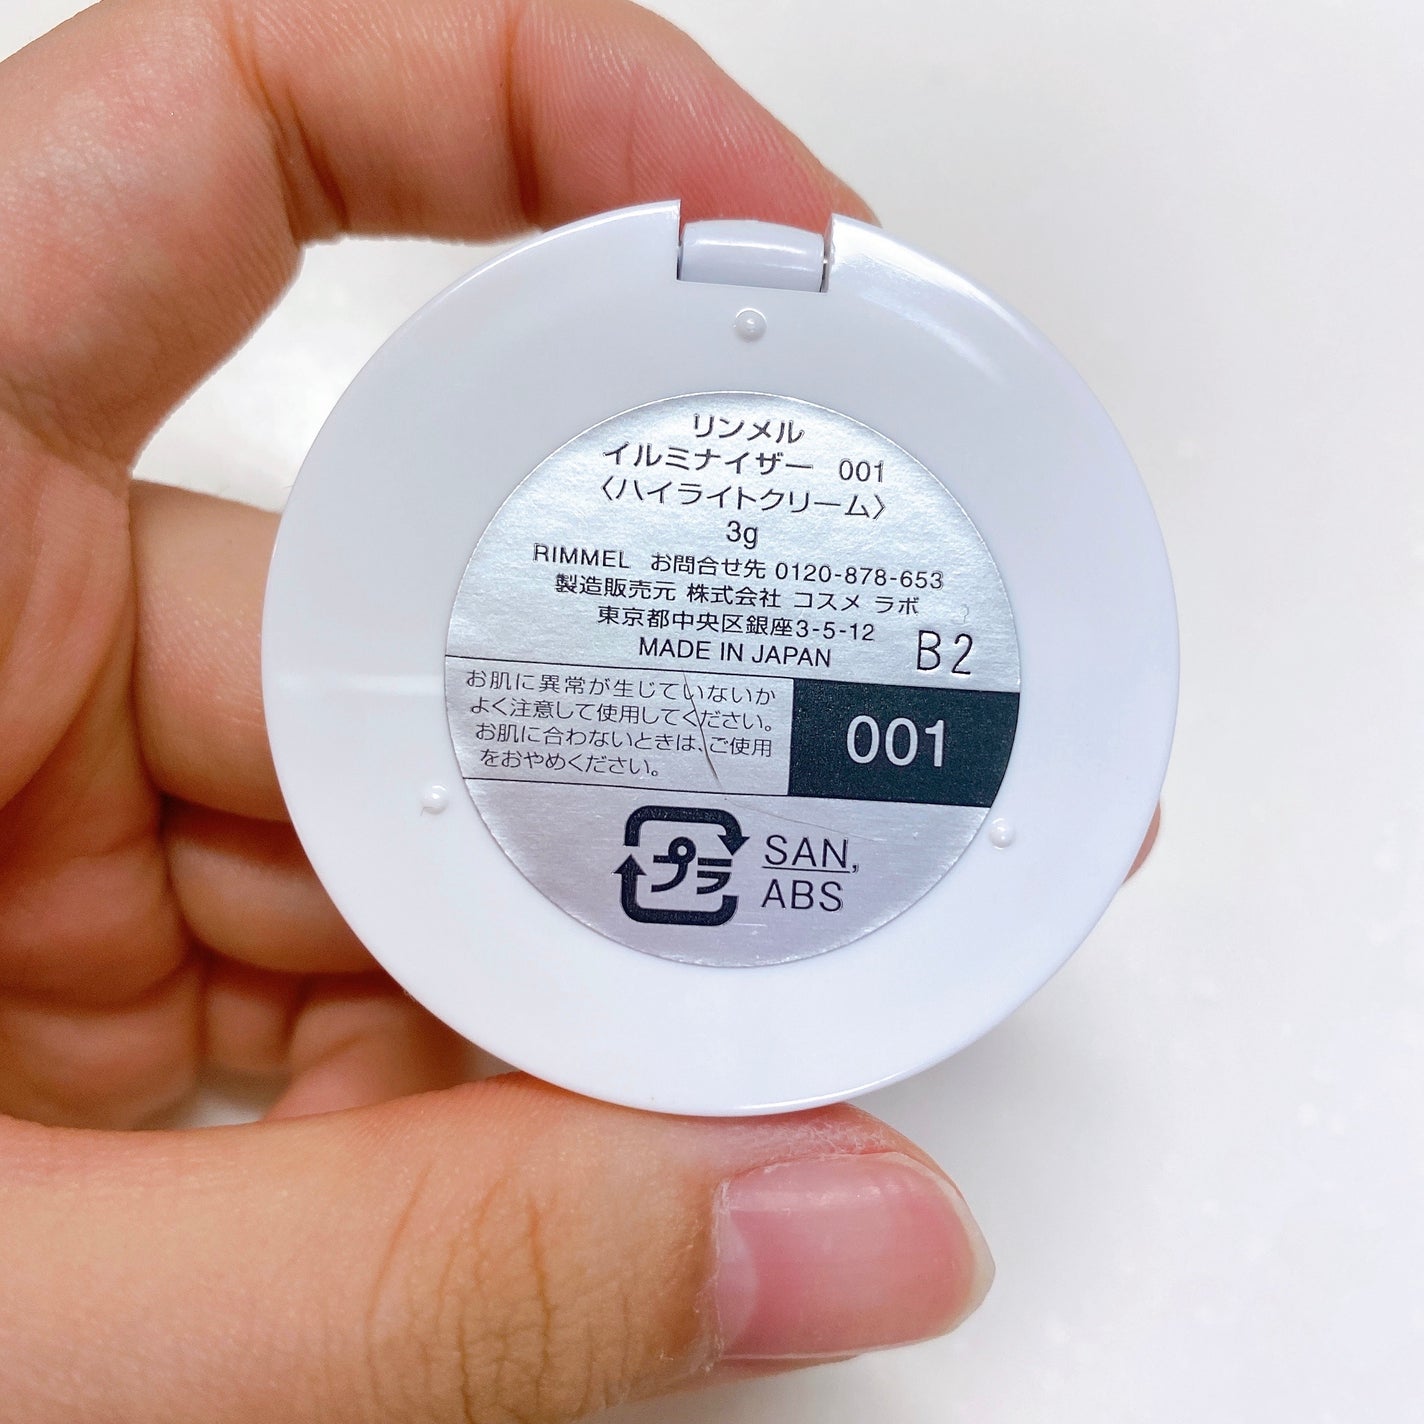 リンメル
イルミナイザー 001
〈ハイライトクリーム〉
3g
RIMMEL お問合せ先 0120-878-653
製造販売元 株式会社 コスメ ラボ
東京都中央区銀座3-5-12
MADE IN JAPAN
B2
お肌に異常が生じていないか
よく注意して使用してください。
お肌に合わないときは、ご使用
をおやめください。
001
プラ
SAN,
ABS